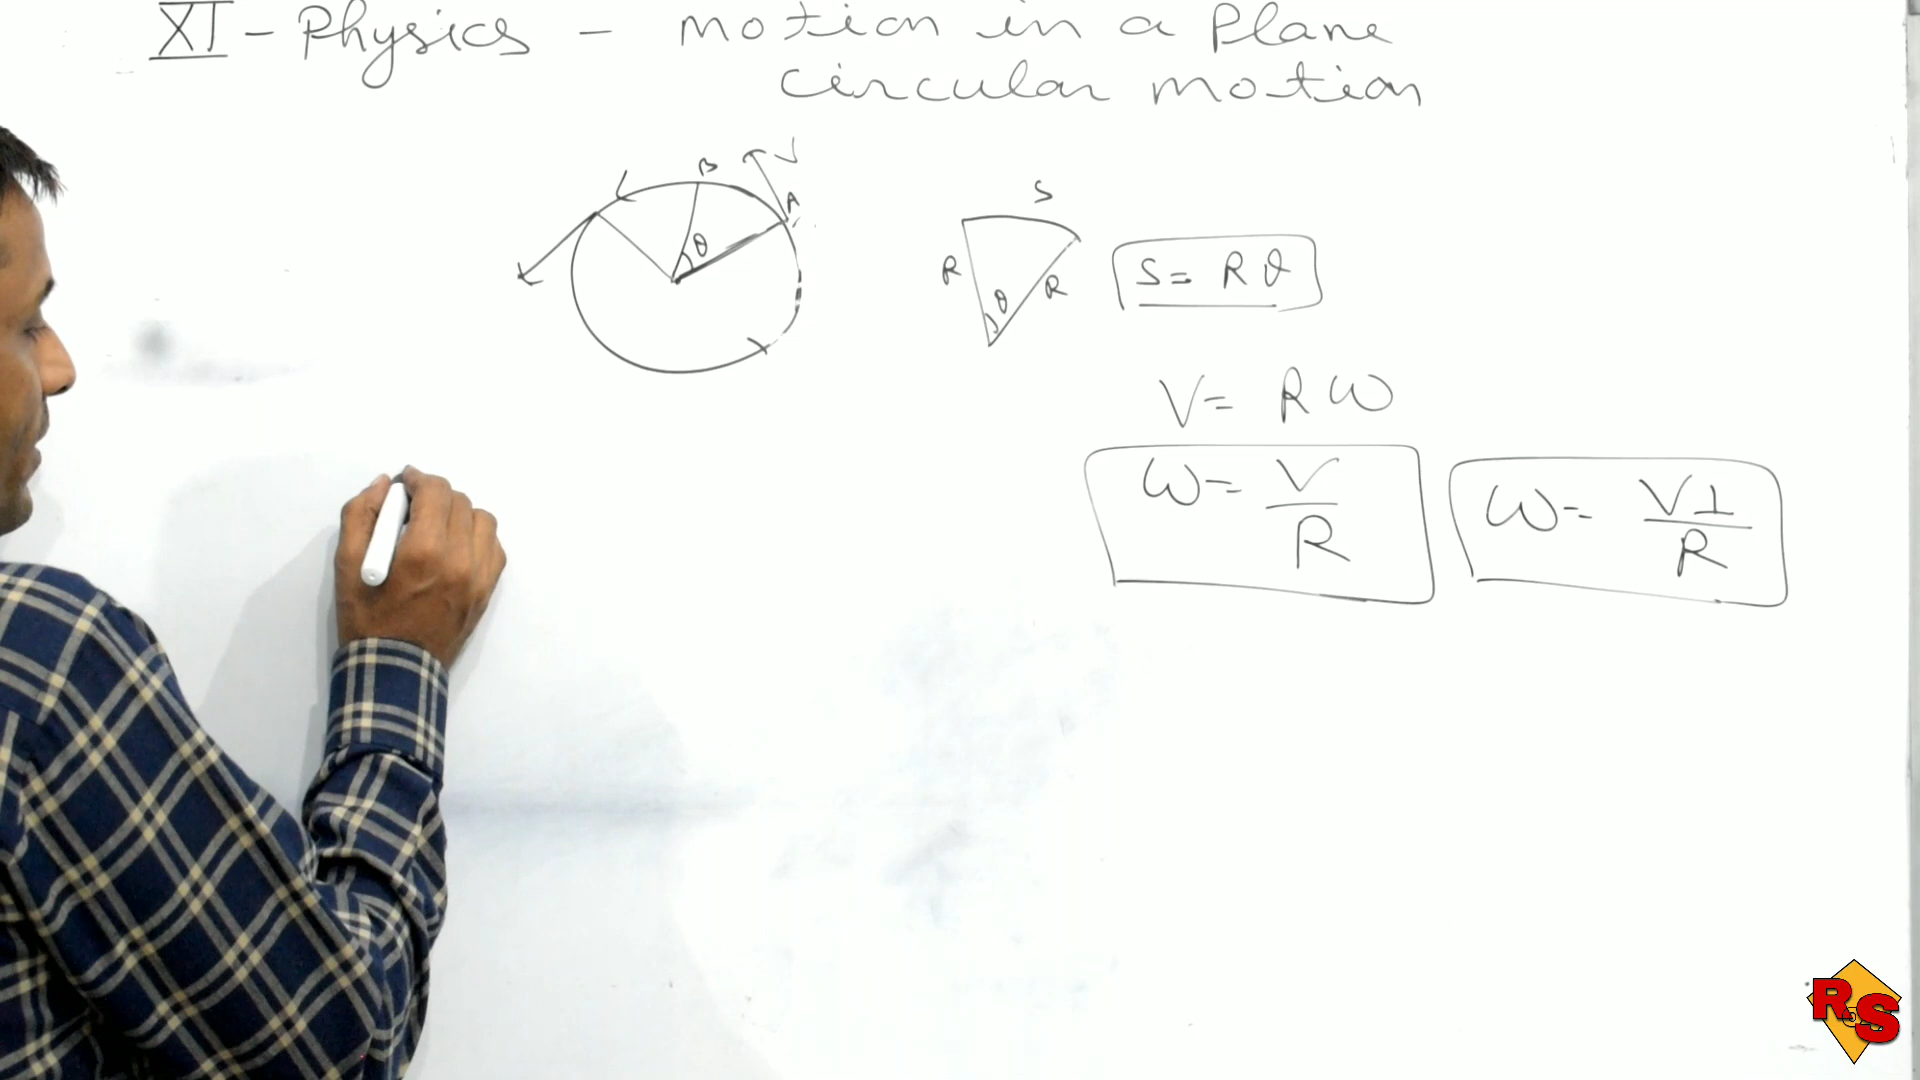 XI - Physics - motion in a Plane
circular motion
B
V
A
θ
S
R
θ
R
S = Rθ
V = Rω
ω = V/R
ω = V⊥/R
RS